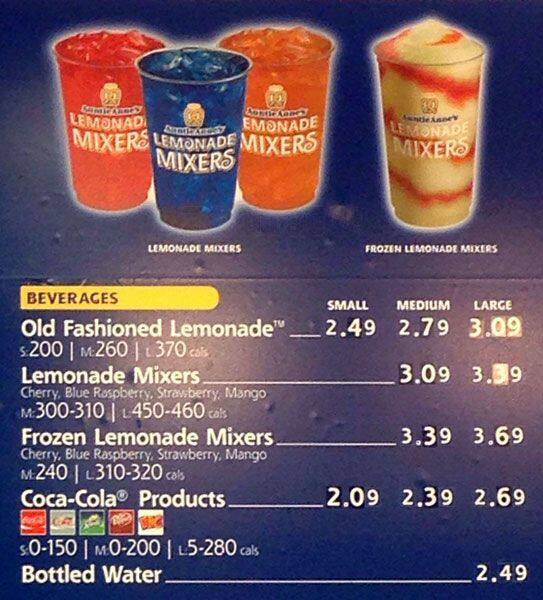 Auntie Anne's
LEMONADE
MIXERS
Auntie Anne's
LEMONADE
MIXERS
Auntie Anne's
LEMONADE
MIXERS
Auntie Anne's
LEMONADE
MIXERS
LEMONADE MIXERS
FROZEN LEMONADE MIXERS
BEVERAGES
SMALL MEDIUM LARGE
Old Fashioned Lemonade™ 2.49 2.79 3.09
S:200 | M:260 | L:370 cals
Lemonade Mixers 3.09 3.39
Cherry, Blue Raspberry, Strawberry, Mango
M:300-310 | L:450-460 cals
Frozen Lemonade Mixers 3.39 3.69
Cherry, Blue Raspberry, Strawberry, Mango
M:240 | L:310-320 cals
Coca-Cola® Products 2.09 2.39 2.69
S:0-150 | M:0-200 | L:5-280 cals
Bottled Water 2.49